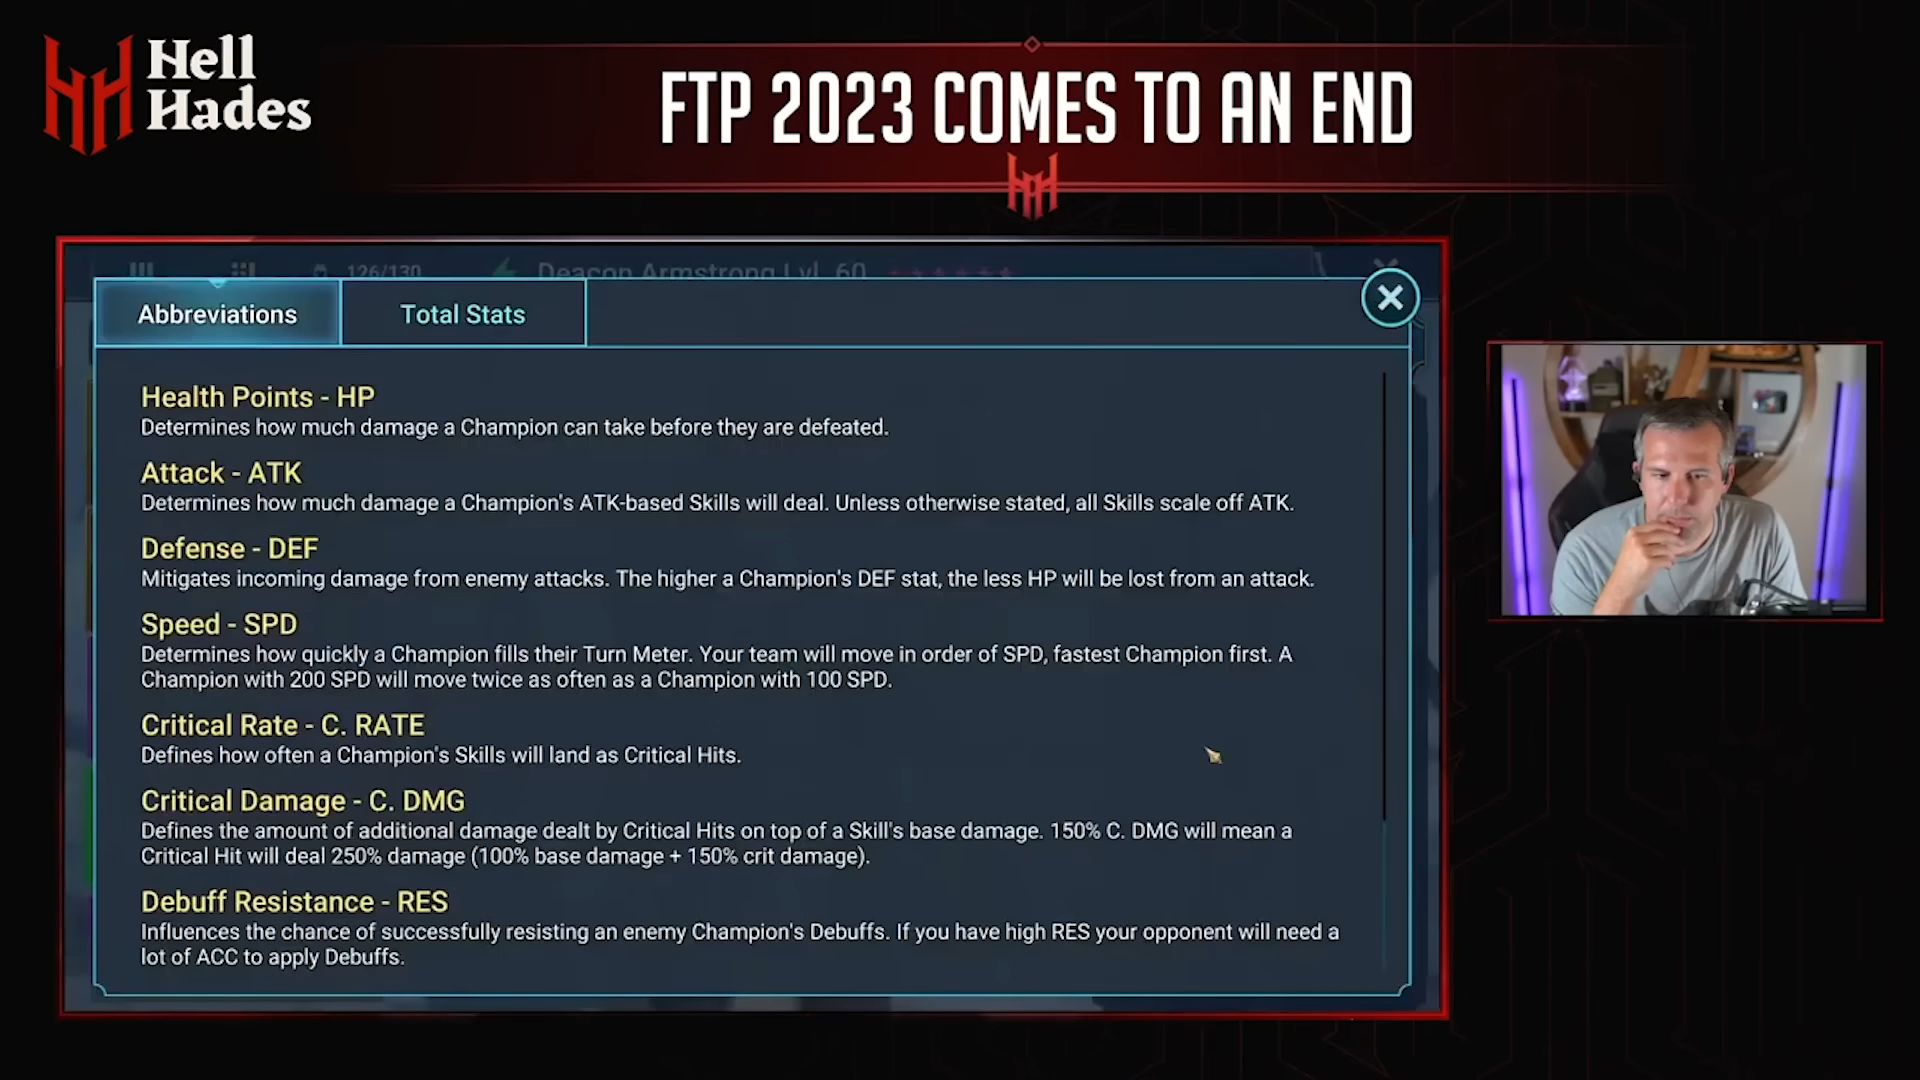 Hell
Hades
FTP 2023 COMES TO AN END
126/130
Deacon Armstrong Lvl. 60
Abbreviations
Total Stats
Health Points - HP
Determines how much damage a Champion can take before they are defeated.
Attack - ATK
Determines how much damage a Champion's ATK-based Skills will deal. Unless otherwise stated, all Skills scale off ATK.
Defense - DEF
Mitigates incoming damage from enemy attacks. The higher a Champion's DEF stat, the less HP will be lost from an attack.
Speed - SPD
Determines how quickly a Champion fills their Turn Meter. Your team will move in order of SPD, fastest Champion first. A
Champion with 200 SPD will move twice as often as a Champion with 100 SPD.
Critical Rate - C. RATE
Defines how often a Champion's Skills will land as Critical Hits.
Critical Damage - C. DMG
Defines the amount of additional damage dealt by Critical Hits on top of a Skill's base damage. 150% C. DMG will mean a
Critical Hit will deal 250% damage (100% base damage + 150% crit damage).
Debuff Resistance - RES
Influences the chance of successfully resisting an enemy Champion's Debuffs. If you have high RES your opponent will need a
lot of ACC to apply Debuffs.